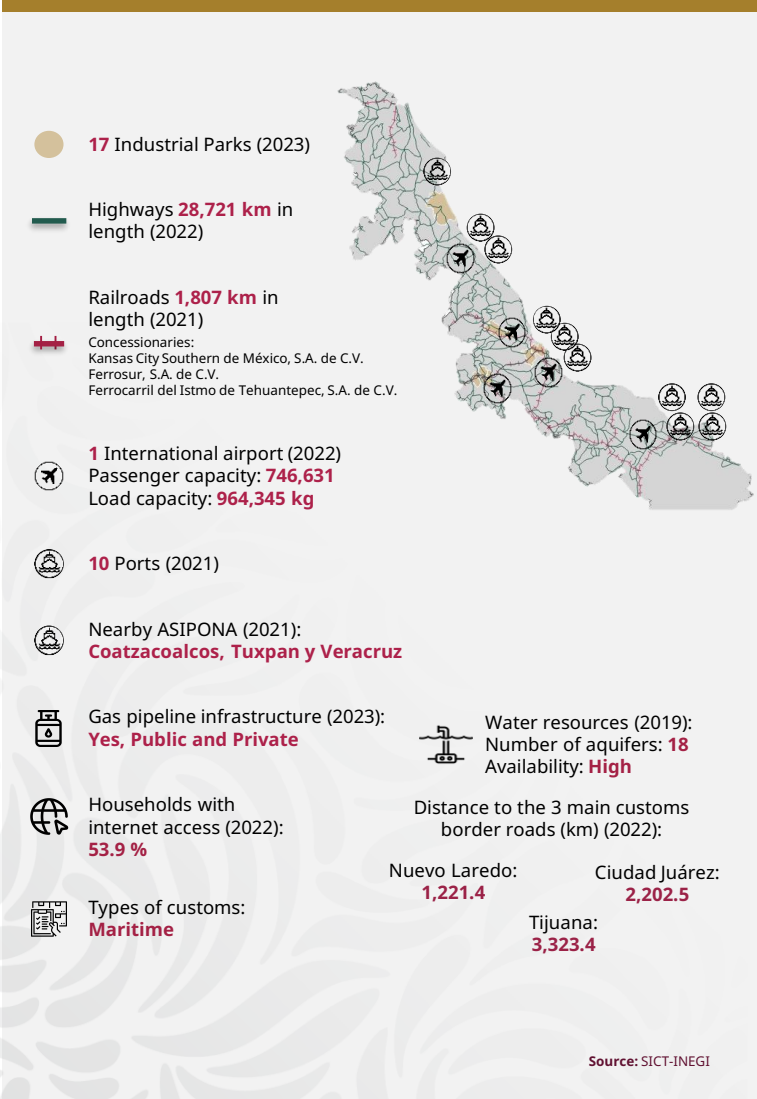 17 Industrial Parks (2023)
Highways 28,721 km in
length (2022)
Railroads 1,807 km in
length (2021)
Concessionaries:
Kansas City Southern de México, S.A. de C.V.
Ferrosur, S.A. de C.V.
Ferrocarril del Istmo de Tehuantepec, S.A. de C.V.
1 International airport (2022)
Passenger capacity: 746,631
Load capacity: 964,345 kg
10 Ports (2021)
Nearby ASIPONA (2021):
Coatzacoalcos, Tuxpan y Veracruz
Gas pipeline infrastructure (2023):
Yes, Public and Private
Households with
internet access (2022):
53.9 %
Types of customs:
Maritime
Water resources (2019):
Number of aquifers: 18
Availability: High
Distance to the 3 main customs
border roads (km) (2022):
Nuevo Laredo:
1,221.4
Ciudad Juárez:
2,202.5
Tijuana:
3,323.4
Source: SICT-INEGI